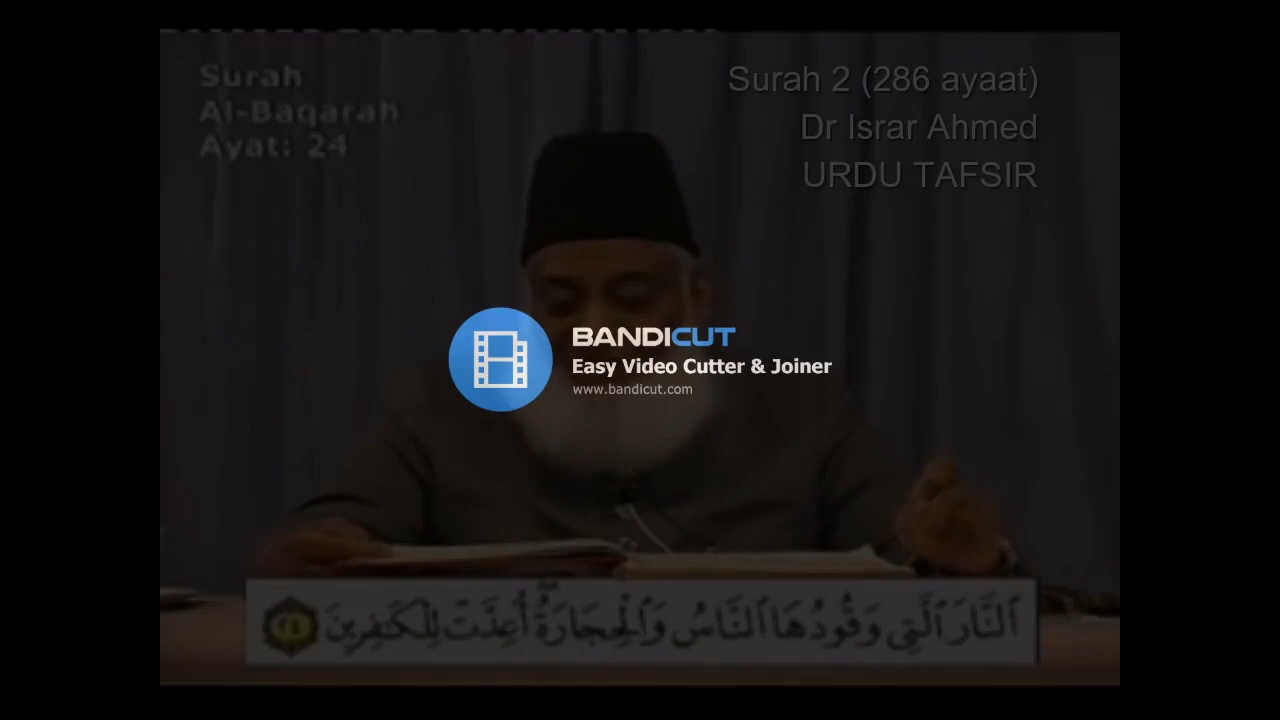 Surah
Al-Baqarah
Ayat: 24
Surah 2 (286 ayaat)
Dr Israr Ahmed
URDU TAFSIR
BANDICUT
Easy Video Cutter & Joiner
www.bandicut.com
ٱلنَّارَ ٱلَّتِى وَقُودُهَا ٱلنَّاسُ وَٱلْحِجَارَةُ ۖ أُعِدَّتْ لِلْكَـٰفِرِينَ ٢٤